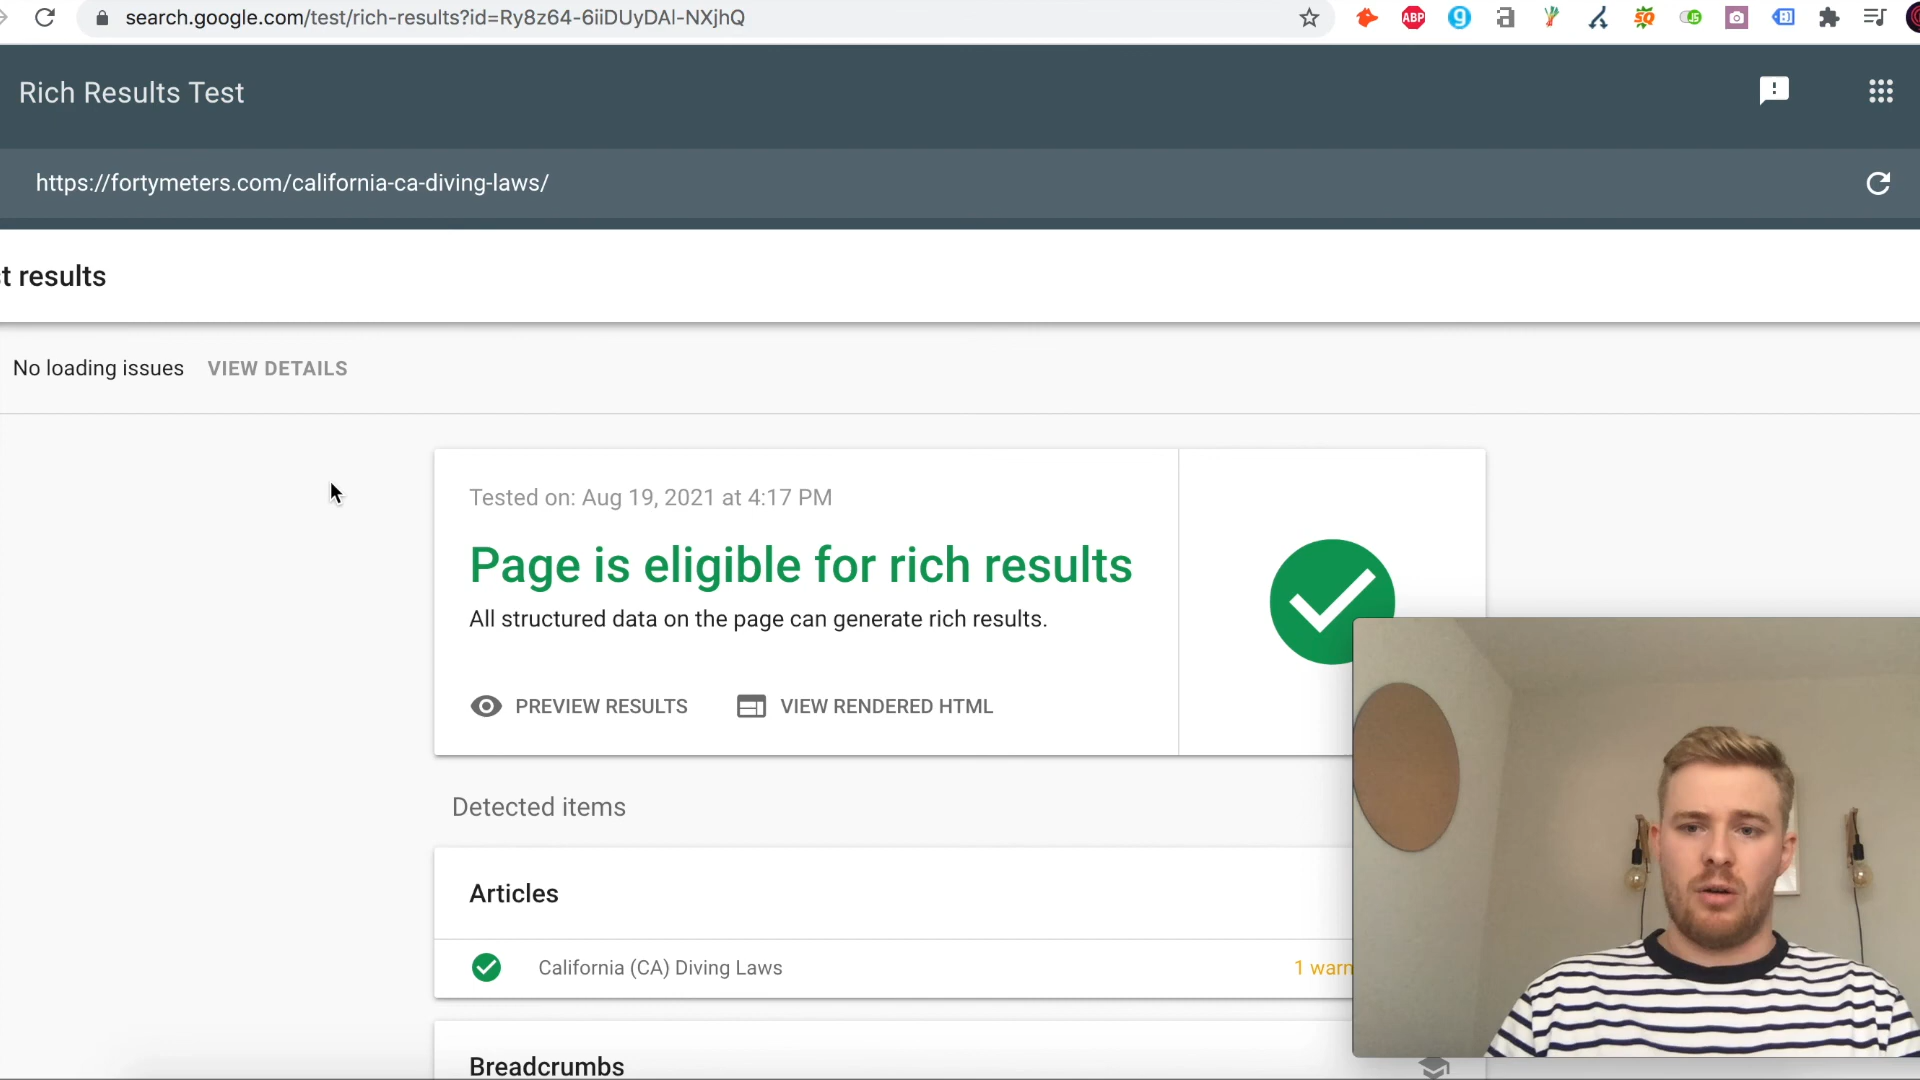 search.google.com/test/rich-results?id=Ry8z64-6iiDUyDAl-NXjhQ
ABP
Rich Results Test
https://fortymeters.com/california-ca-diving-laws/
t results
No loading issues VIEW DETAILS
Tested on: Aug 19, 2021 at 4:17 PM
Page is eligible for rich results
All structured data on the page can generate rich results.
PREVIEW RESULTS VIEW RENDERED HTML
Detected items
Articles
California (CA) Diving Laws 1 warn
Breadcrumbs